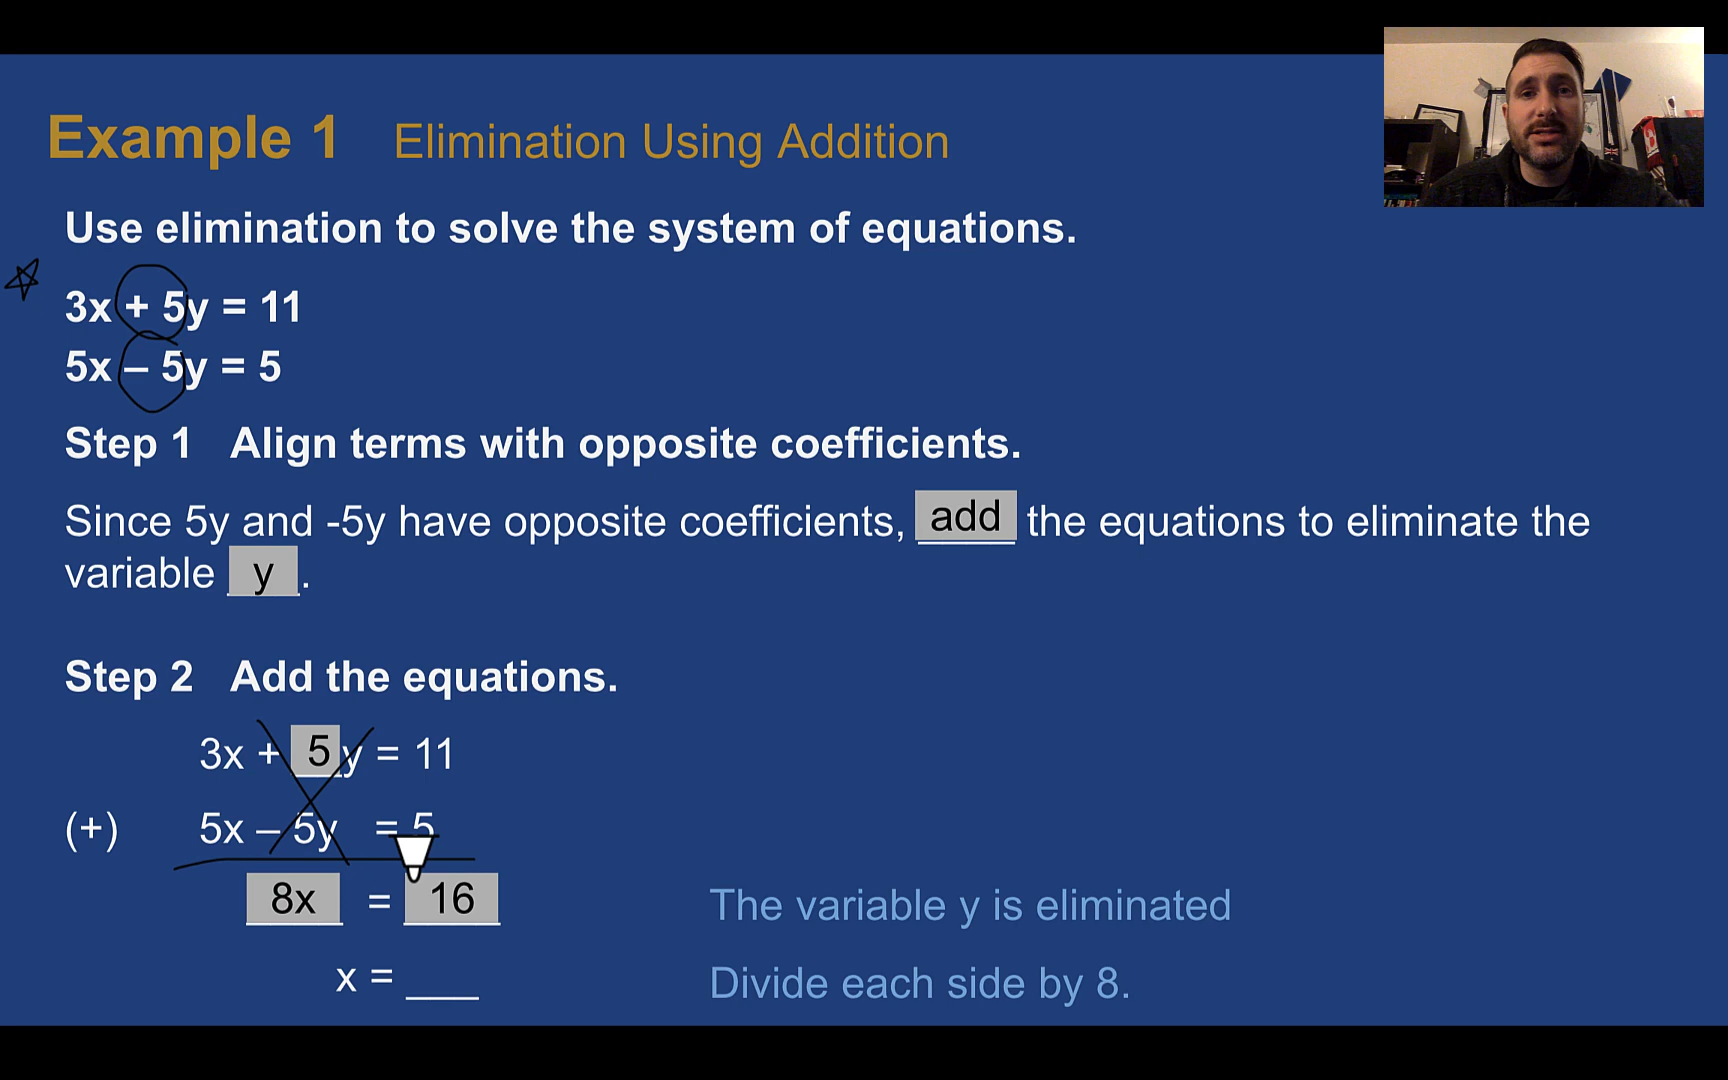 Example 1 Elimination Using Addition
Use elimination to solve the system of equations.
3x + 5y = 11
5x – 5y = 5
Step 1 Align terms with opposite coefficients.
Since 5y and -5y have opposite coefficients, add the equations to eliminate the
variable y .
Step 2 Add the equations.
3x + 5 y = 11
(+) 5x – 5y = 5
8x = 16 The variable y is eliminated
x = ___ Divide each side by 8.